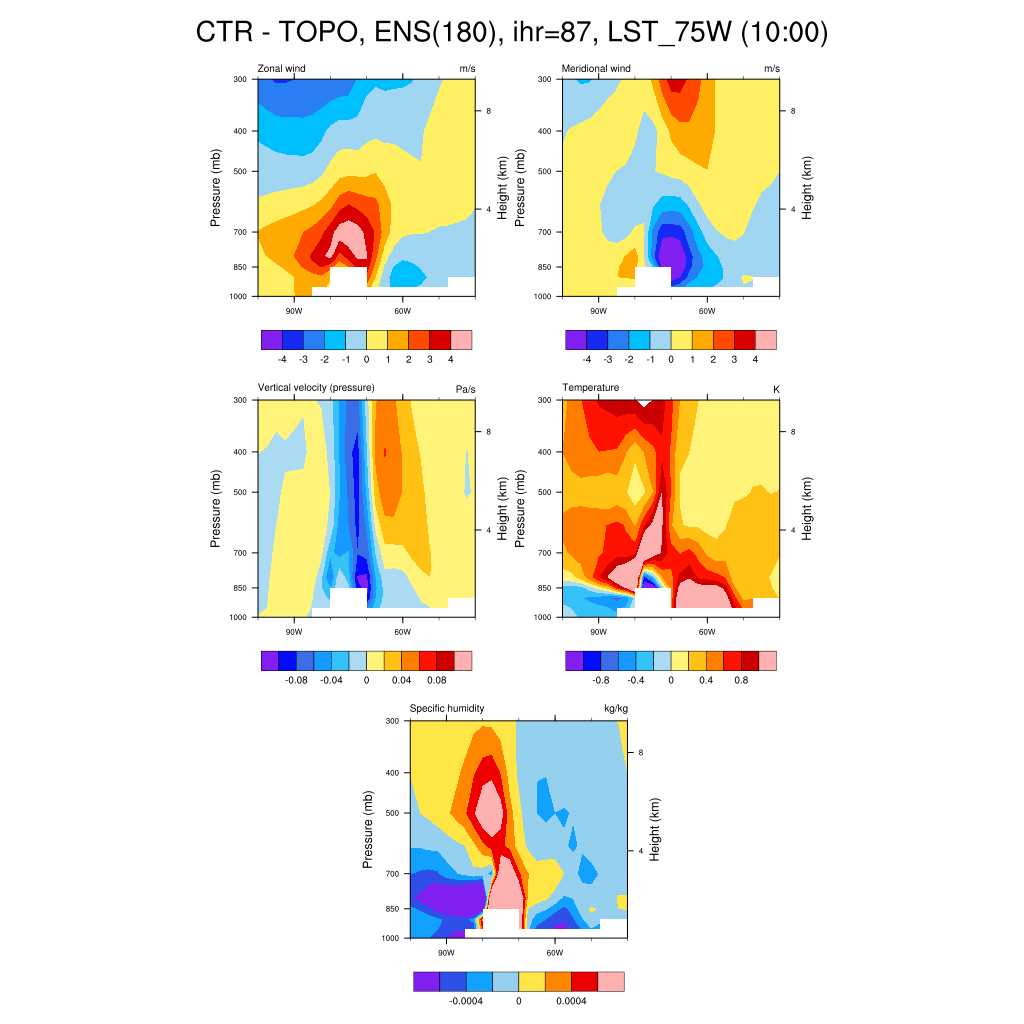 CTR - TOPO, ENS(180), ihr=87, LST_75W (10:00)
Zonal wind m/s
300
400
500
700
850
1000
Pressure (mb)
8
4
Height (km)
90W 60W
-4 -3 -2 -1 0 1 2 3 4
Meridional wind m/s
300
400
500
700
850
1000
Pressure (mb)
8
4
Height (km)
90W 60W
-4 -3 -2 -1 0 1 2 3 4
Vertical velocity (pressure) Pa/s
300
400
500
700
850
1000
Pressure (mb)
8
4
Height (km)
90W 60W
-0.08 -0.04 0 0.04 0.08
Temperature K
300
400
500
700
850
1000
Pressure (mb)
8
4
Height (km)
90W 60W
-0.8 -0.4 0 0.4 0.8
Specific humidity kg/kg
300
400
500
700
850
1000
Pressure (mb)
8
4
Height (km)
90W 60W
-0.0004 0 0.0004